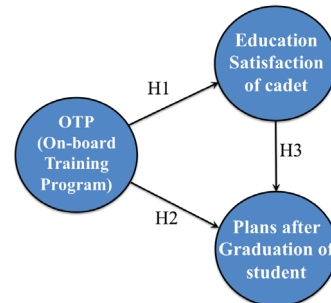 Education
Satisfaction
of cadet
H1
OTP
(On-board
Training
Program)
H3
H2
Plans after
Graduation of
student